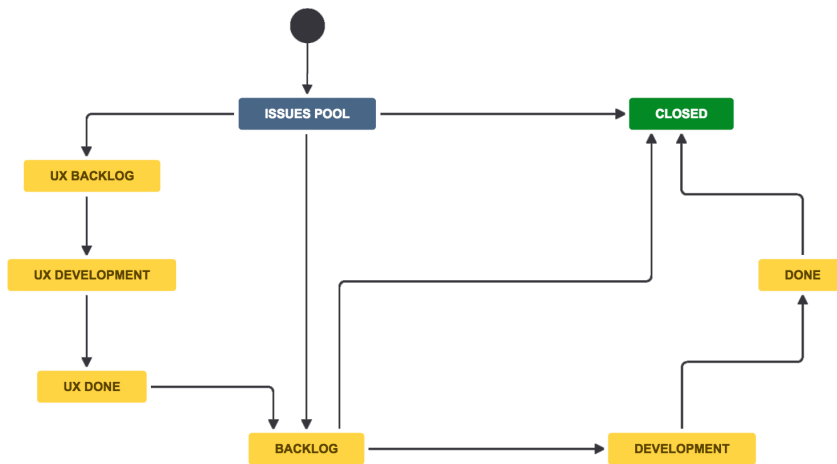 ISSUES POOL
CLOSED
UX BACKLOG
UX DEVELOPMENT
DONE
UX DONE
BACKLOG
DEVELOPMENT